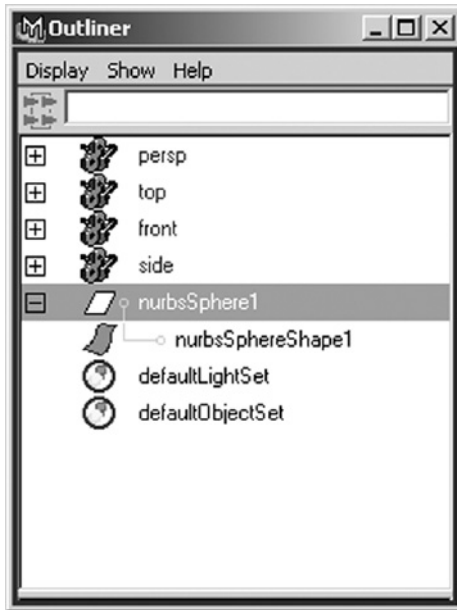 Outliner
Display Show Help
persp
top
front
side
nurbsSphere1
nurbsSphereShape1
defaultLightSet
defaultObjectSet